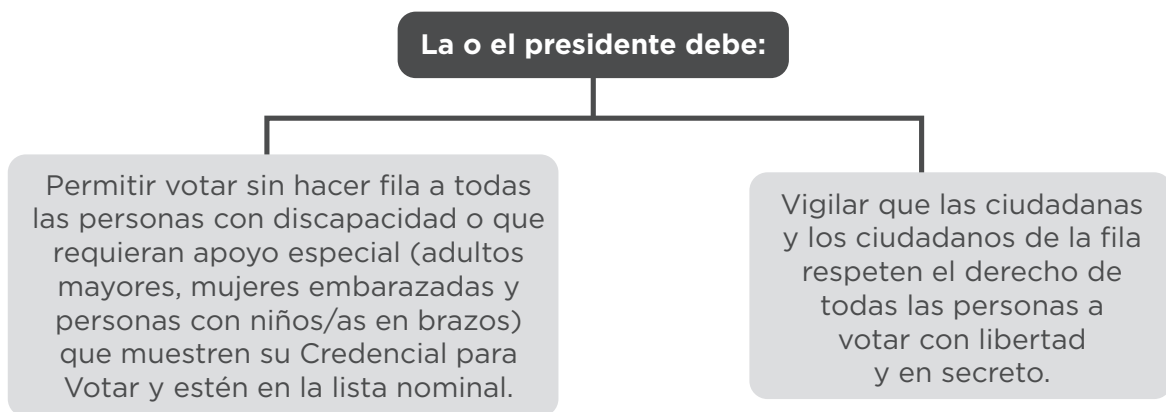 La o el presidente debe:
Permitir votar sin hacer fila a todas
las personas con discapacidad o que
requieran apoyo especial (adultos
mayores, mujeres embarazadas y
personas con niños/as en brazos)
que muestren su Credencial para
Votar y estén en la lista nominal.
Vigilar que las ciudadanas
y los ciudadanos de la fila
respeten el derecho de
todas las personas a
votar con libertad
y en secreto.